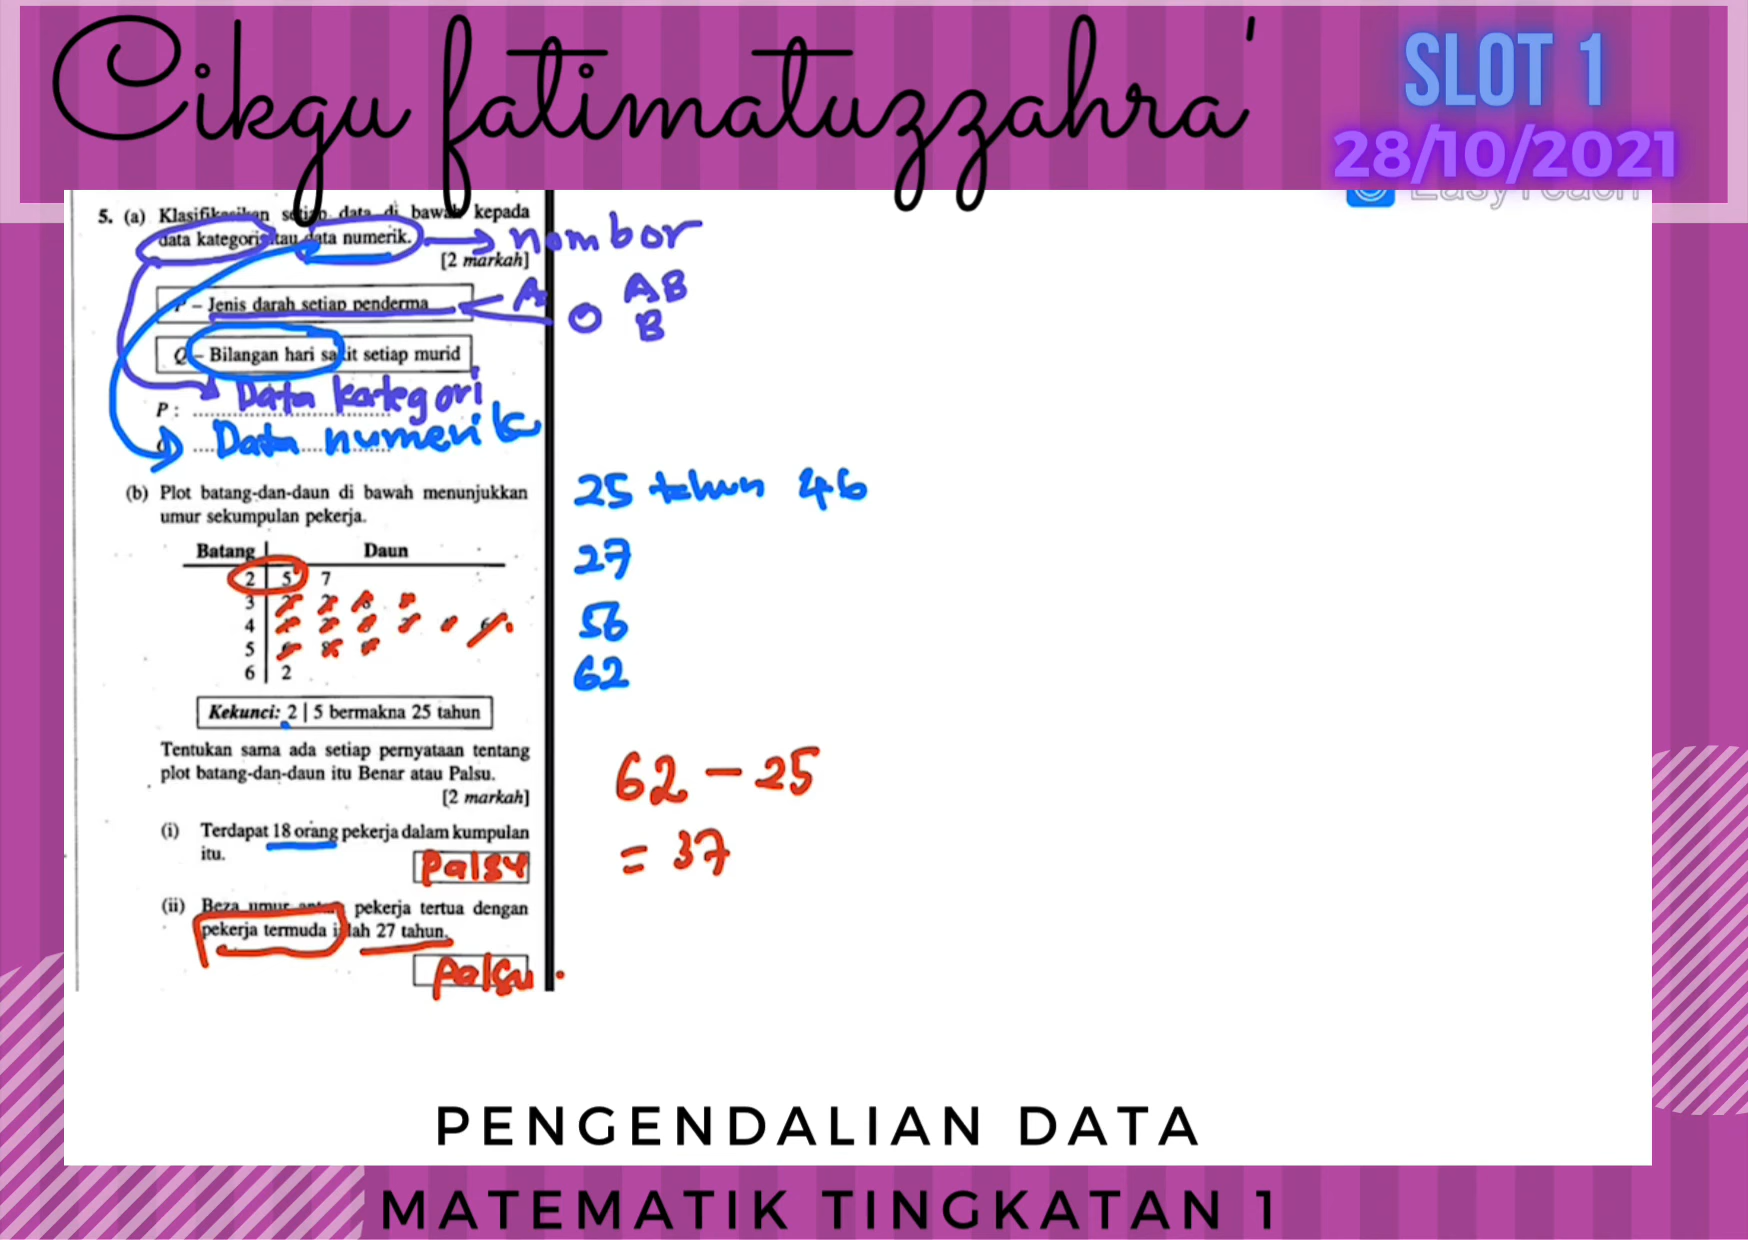 Cikgu fatimatuzzahra'
SLOT 1
28/10/2021
EasyTeach
5. (a) Klasifikasikan setiap data di bawah kepada
data kategori atau data numerik. → nombor
[2 markah]
P – Jenis darah setiap penderma
A AB
O B
Q – Bilangan hari sakit setiap murid
P : Data kategori
Data numerik
(b) Plot batang-dan-daun di bawah menunjukkan
umur sekumpulan pekerja.
Batang | Daun
2 | 5 7
3
4
5
6 | 2
25 tahun 46
27
56
62
Kekunci: 2 | 5 bermakna 25 tahun
Tentukan sama ada setiap pernyataan tentang
plot batang-dan-daun itu Benar atau Palsu.
[2 markah]
62 – 25
= 37
(i) Terdapat 18 orang pekerja dalam kumpulan
itu.
Palsu
(ii) Beza umur antara pekerja tertua dengan
pekerja termuda ialah 27 tahun.
Palsu
PENGENDALIAN DATA
MATEMATIK TINGKATAN 1